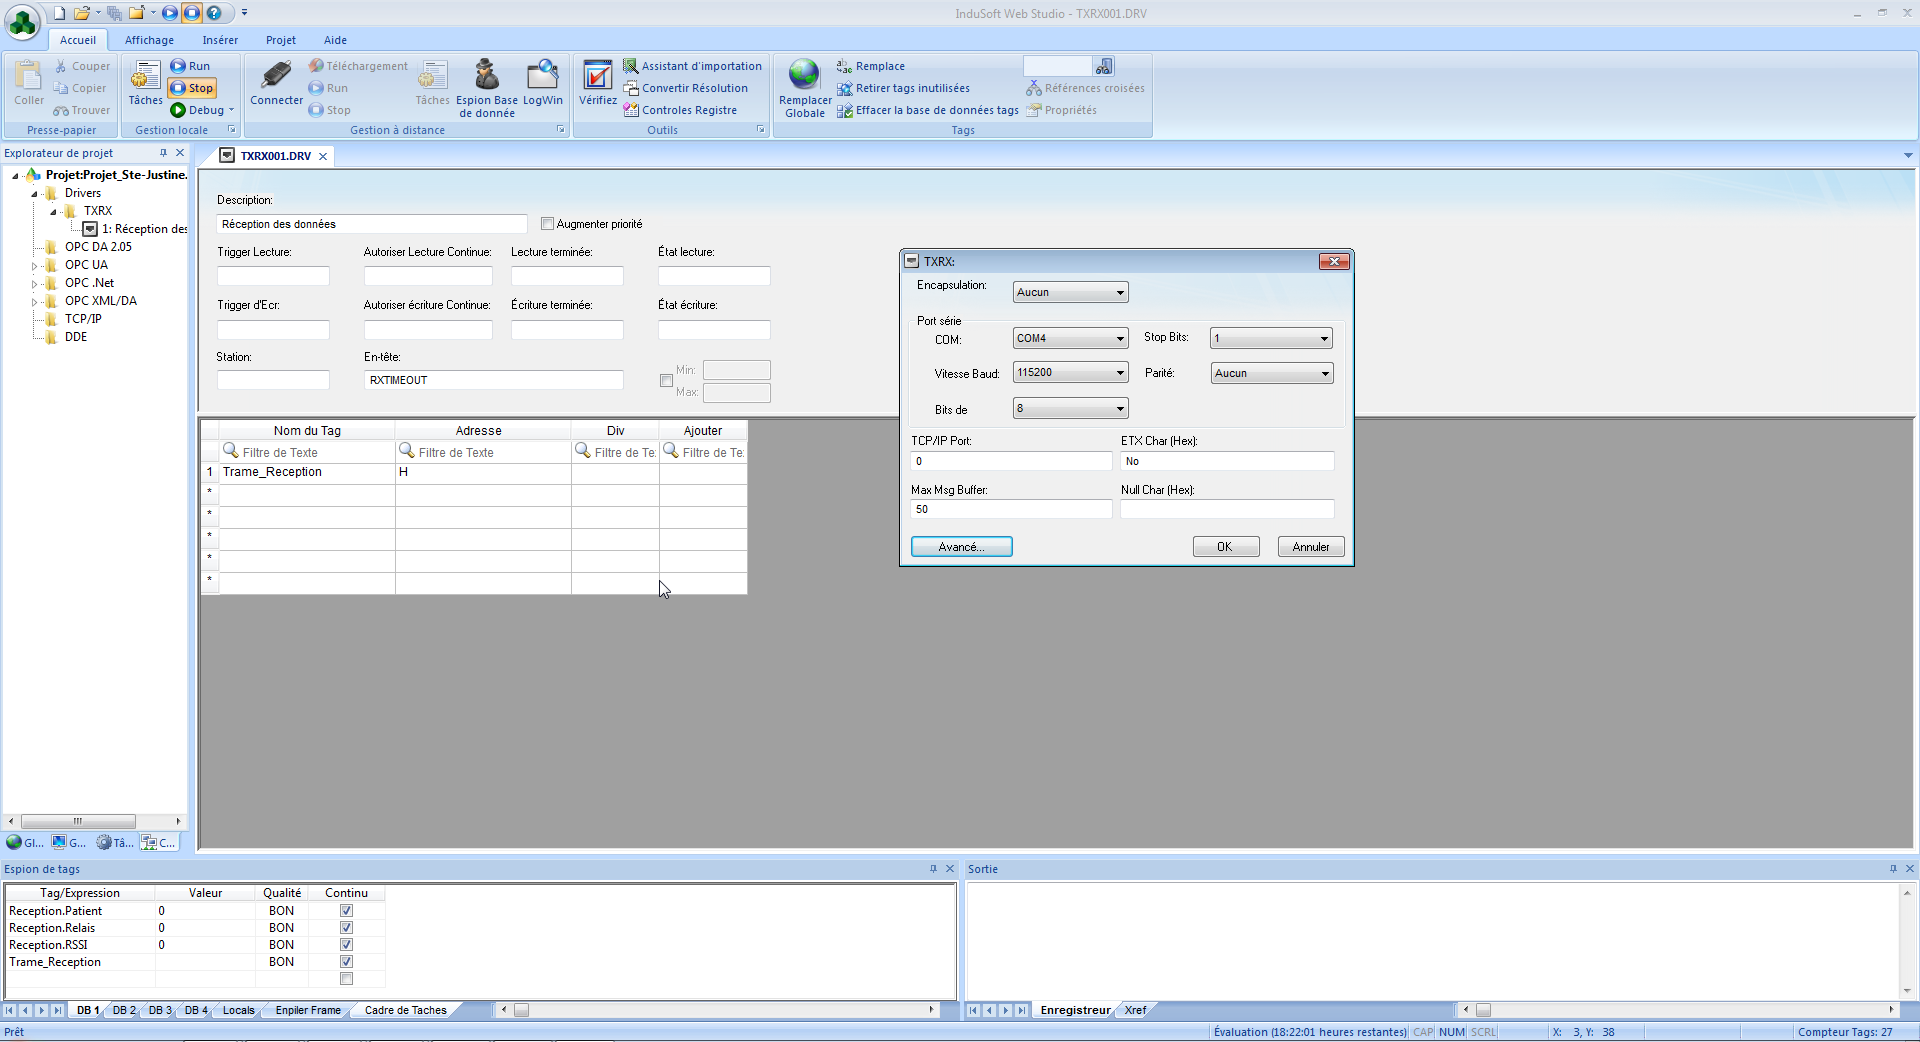 InduSoft Web Studio - TXRX001.DRV
Accueil Affichage Insérer Projet Aide
Coller
Couper
Copier
Trouver
Presse-papier
Tâches
Run
Stop
Debug
Gestion locale
Connecter
Téléchargement
Run
Stop
Tâches
Espion Base
de donnée
LogWin
Gestion à distance
Vérifiez
Assistant d'importation
Convertir Résolution
Controles Registre
Outils
Remplacer
Globale
Remplace
Retirer tags inutilisées
Effacer la base de données tags
Références croisées
Propriétés
Tags
Explorateur de projet
Projet:Projet_Ste-Justine.
Drivers
TXRX
1: Réception des
OPC DA 2.05
OPC UA
OPC .Net
OPC XML/DA
TCP/IP
DDE
Gl... G... Tâ... C...
TXRX001.DRV
Description:
Réception des données
Augmenter priorité
Trigger Lecture: Autoriser Lecture Continue: Lecture terminée: État lecture:
Trigger d'Ecr: Autoriser écriture Continue: Écriture terminée: État écriture:
Station: En-tête:
RXTIMEOUT
Min:
Max:
Nom du Tag Adresse Div Ajouter
Filtre de Texte Filtre de Texte Filtre de Te: Filtre de Te:
1 Trame_Reception H
*
*
*
*
*
TXRX:
Encapsulation: Aucun
Port série
COM: COM4 Stop Bits: 1
Vitesse Baud: 115200 Parité: Aucun
Bits de 8
TCP/IP Port: ETX Char (Hex):
0 No
Max Msg Buffer: Null Char (Hex):
50
Avancé... OK Annuler
Espion de tags
Tag/Expression Valeur Qualité Continu
Reception.Patient 0 BON
Reception.Relais 0 BON
Reception.RSSI 0 BON
Trame_Reception BON
DB 1 DB 2 DB 3 DB 4 Locals Enpiler Frame Cadre de Taches
Sortie
Enregistreur Xref
Prêt
Évaluation (18:22:01 heures restantes) CAP NUM SCRL X: 3, Y: 38 Compteur Tags: 27